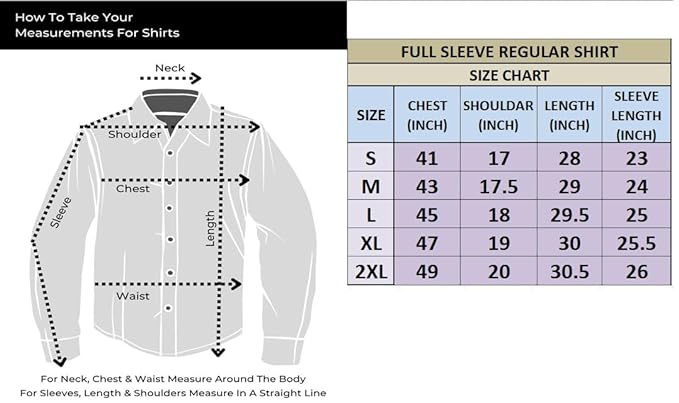 How To Take Your
Measurements For Shirts
Neck
Shoulder
Chest
Sleeve
Length
Waist
For Neck, Chest & Waist Measure Around The Body
For Sleeves, Length & Shoulders Measure In A Straight Line
FULL SLEEVE REGULAR SHIRT
SIZE CHART
SIZE CHEST (INCH) SHOULDAR (INCH) LENGTH (INCH) SLEEVE LENGTH (INCH)
S 41 17 28 23
M 43 17.5 29 24
L 45 18 29.5 25
XL 47 19 30 25.5
2XL 49 20 30.5 26